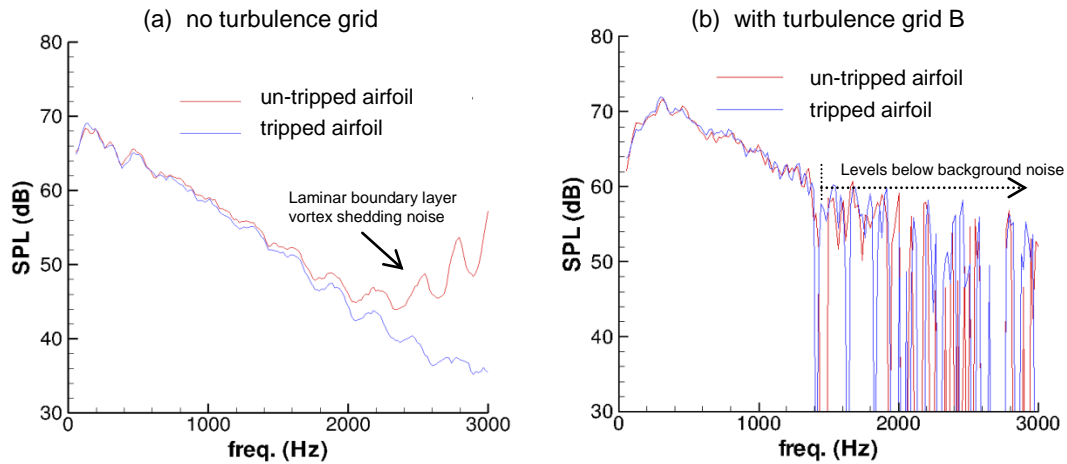 (a) no turbulence grid
80
70
60
50
40
30
SPL (dB)
un-tripped airfoil
tripped airfoil
Laminar boundary layer
vortex shedding noise
0
1000
2000
3000
freq. (Hz)
(b) with turbulence grid B
80
70
60
50
40
30
SPL (dB)
un-tripped airfoil
tripped airfoil
Levels below background noise
0
1000
2000
3000
freq. (Hz)